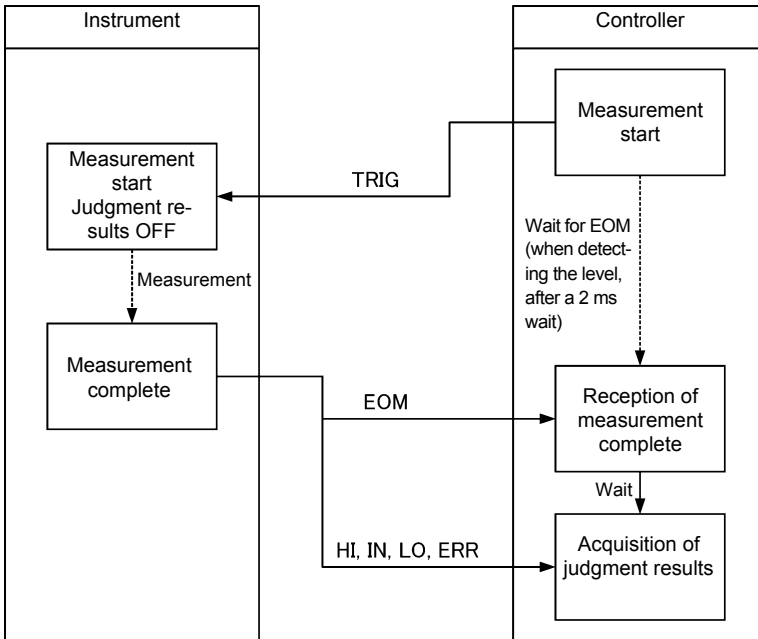 Instrument
Controller
Measurement
start
Measurement
start
Judgment re-
sults OFF
TRIG
Wait for EOM
(when detect-
ing the level,
after a 2 ms
wait)
Measurement
Measurement
complete
EOM
Reception of
measurement
complete
Wait
HI, IN, LO, ERR
Acquisition of
judgment results